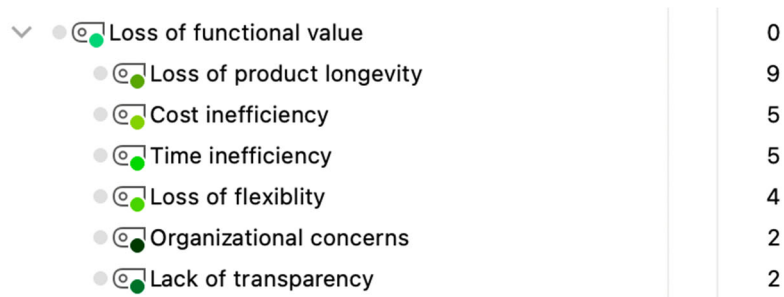 Loss of functional value 0
Loss of product longevity 9
Cost inefficiency 5
Time inefficiency 5
Loss of flexiblity 4
Organizational concerns 2
Lack of transparency 2